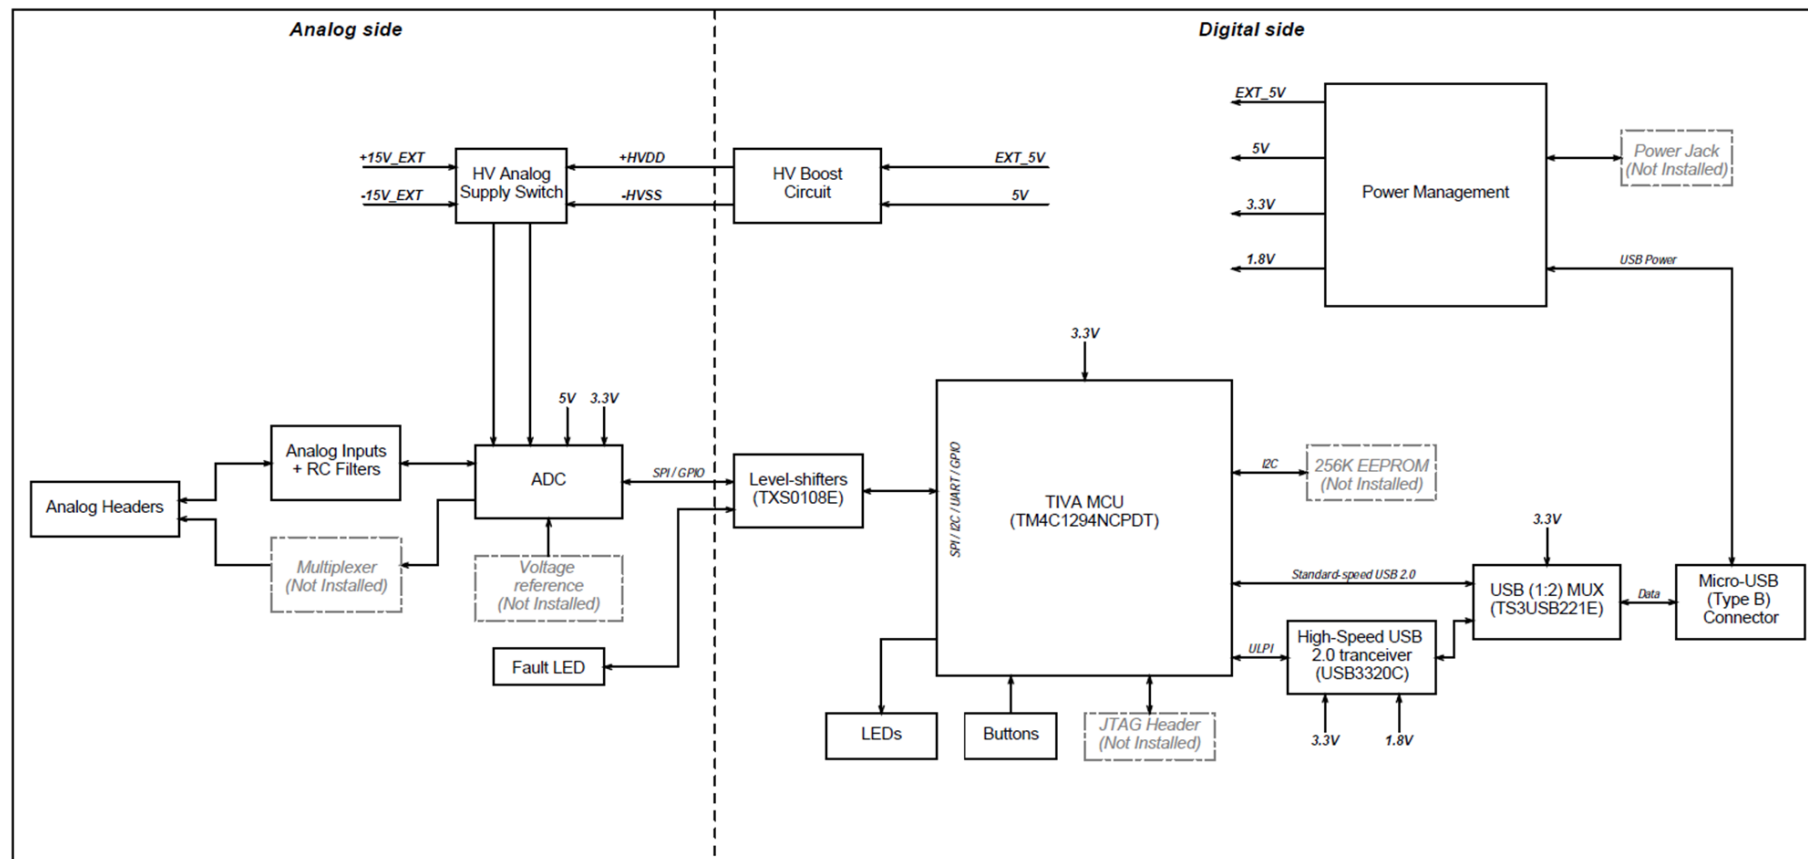 Analog side
Digital side
EXT_5V
5V
3.3V
1.8V
Power Management
Power Jack
(Not Installed)
USB Power
+15V_EXT
-15V_EXT
HV Analog
Supply Switch
+HVDD
-HVSS
HV Boost
Circuit
EXT_5V
5V
3.3V
5V
3.3V
Analog Inputs
+ RC Filters
Analog Headers
ADC
SPI / GPIO
Level-shifters
(TXS0108E)
SPI / I2C / UART / GPIO
TIVA MCU
(TM4C1294NCPDT)
I2C
256K EEPROM
(Not Installed)
Multiplexer
(Not Installed)
Voltage
reference
(Not Installed)
Fault LED
3.3V
Standard-speed USB 2.0
USB (1:2) MUX
(TS3USB221E)
Data
Micro-USB
(Type B)
Connector
ULPI
High-Speed USB
2.0 tranceiver
(USB3320C)
3.3V
1.8V
LEDs
Buttons
JTAG Header
(Not Installed)